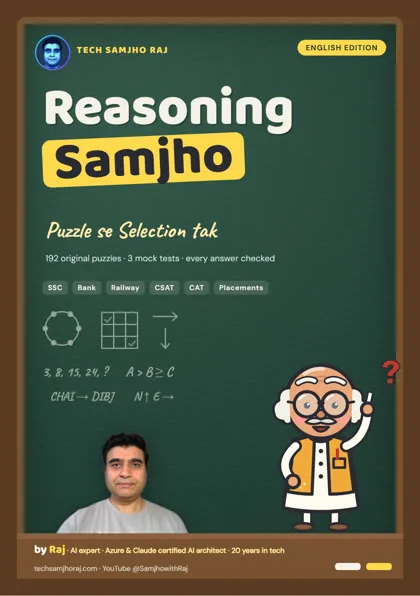 TECH SAMJHO RAJ
ENGLISH EDITION
Reasoning
Samjho
Puzzle se Selection tak
192 original puzzles · 3 mock tests · every answer checked
SSC Bank Railway CSAT CAT Placements
3, 8, 15, 24, ? A > B ≥ C
CHAI → DIBJ N↑ E→
?
by Raj · AI expert · Azure & Claude certified AI architect · 20 years in tech
techsamjhoraj.com · YouTube @SamjhowithRaj